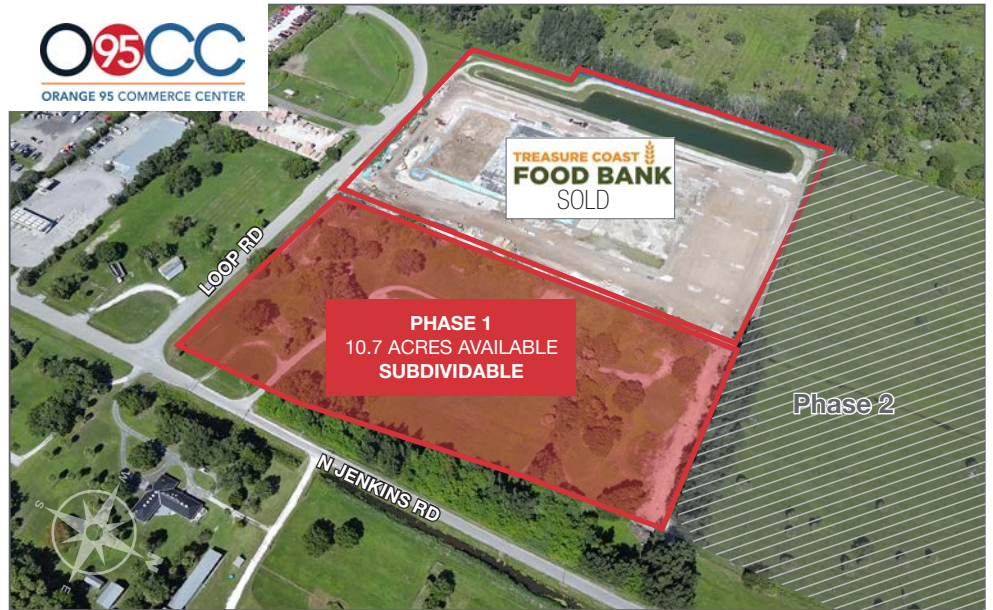 O95CC
ORANGE 95 COMMERCE CENTER
TREASURE COAST
FOOD BANK
SOLD
LOOP RD
PHASE 1
10.7 ACRES AVAILABLE
SUBDIVIDABLE
Phase 2
N JENKINS RD
W
S
N
E